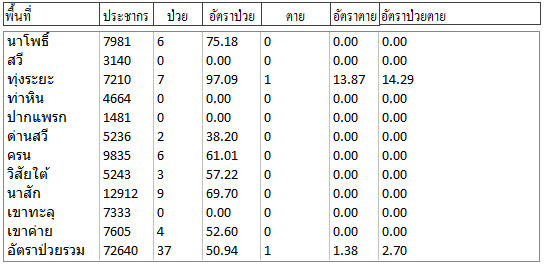 พื้นที่ ประชากร ป่วย อัตราป่วย ตาย อัตราตาย อัตราป่วยตาย
นาโพธิ์ 7981 6 75.18 0 0.00 0.00
สวี 3140 0 0.00 0 0.00 0.00
ทุ่งระยะ 7210 7 97.09 1 13.87 14.29
ท่าหิน 4664 0 0.00 0 0.00 0.00
ปากแพรก 1481 0 0.00 0 0.00 0.00
ด่านสวี 5236 2 38.20 0 0.00 0.00
ครน 9835 6 61.01 0 0.00 0.00
วิสัยใต้ 5243 3 57.22 0 0.00 0.00
นาสัก 12912 9 69.70 0 0.00 0.00
เขาทะลุ 7333 0 0.00 0 0.00 0.00
เขาค่าย 7605 4 52.60 0 0.00 0.00
อัตราป่วยรวม 72640 37 50.94 1 1.38 2.70